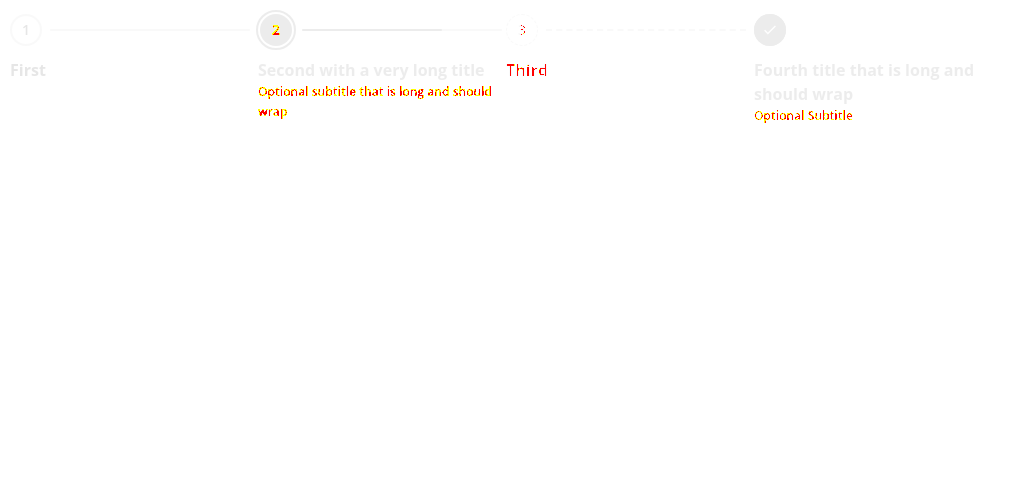 1
2
3
First
Second with a very long title
Optional subtitle that is long and should
wrap
Third
Fourth title that is long and
should wrap
Optional Subtitle